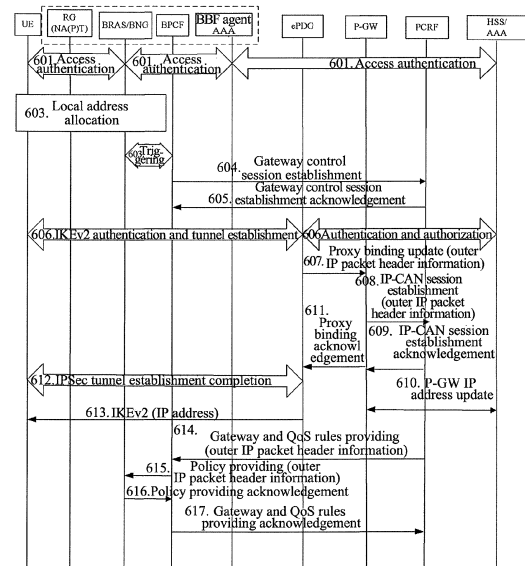 UE
RG
(NA(P)T)
BRAS/BNG
BPCF
BBF agent
AAA
ePDG
P-GW
PCRF
HSS/
AAA
601.Access
authentication
601. Access
authentication
601. Access authentication
603. Local address
allocation
603.Trig-
gering
604. Gateway control
session establishment
605. Gateway control session
establishment acknowledgement
606.IKEv2 authentication and tunnel establishment
606Authentication and authorization
607. Proxy binding update (outer
IP packet header information)
608. IP-CAN session
establishment
(outer IP packet
header information)
609. IP-CAN session
establishment
acknowledgement
611.
Proxy
binding
acknowl
edgement
610. P-GW IP
address update
612.IPSec tunnel establishment completion
613.IKEv2 (IP address)
614. Gateway and QoS rules providing
(outer IP packet header information)
615. Policy providing (outer
IP packet header information)
616.Policy providing acknowledgement
617. Gateway and QoS rules
providing acknowledgement